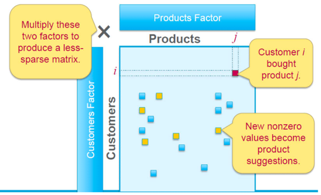 Multiply these
two factors to
produce a less-
sparse matrix.
Products Factor
Products
j
i
Customer i
bought
product j.
Customers Factor
Customers
New nonzero
values become
product
suggestions.